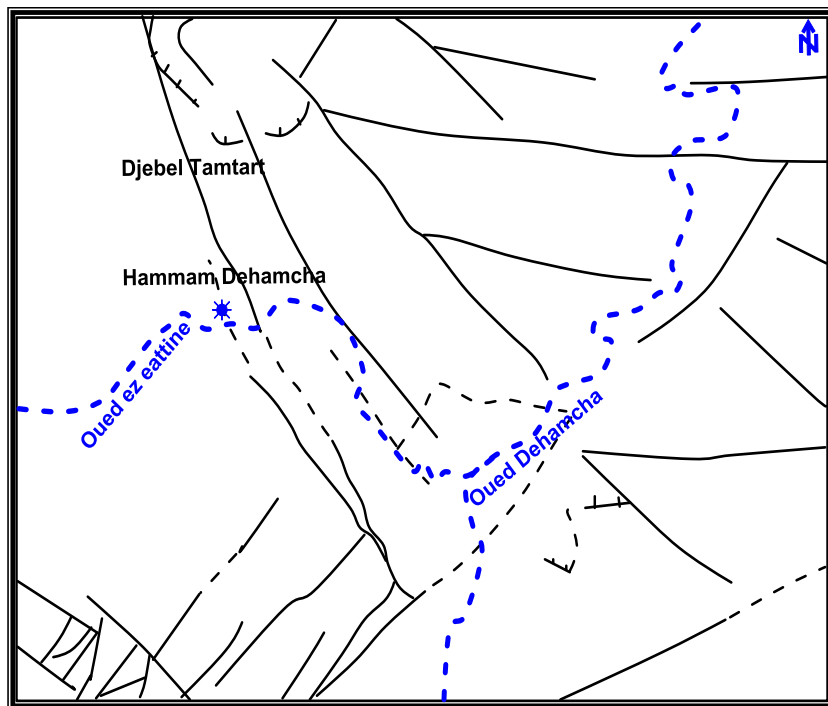 N
Djebel Tamtart
Hammam Dehamcha
Oued ez eattine
Oued Dehamcha